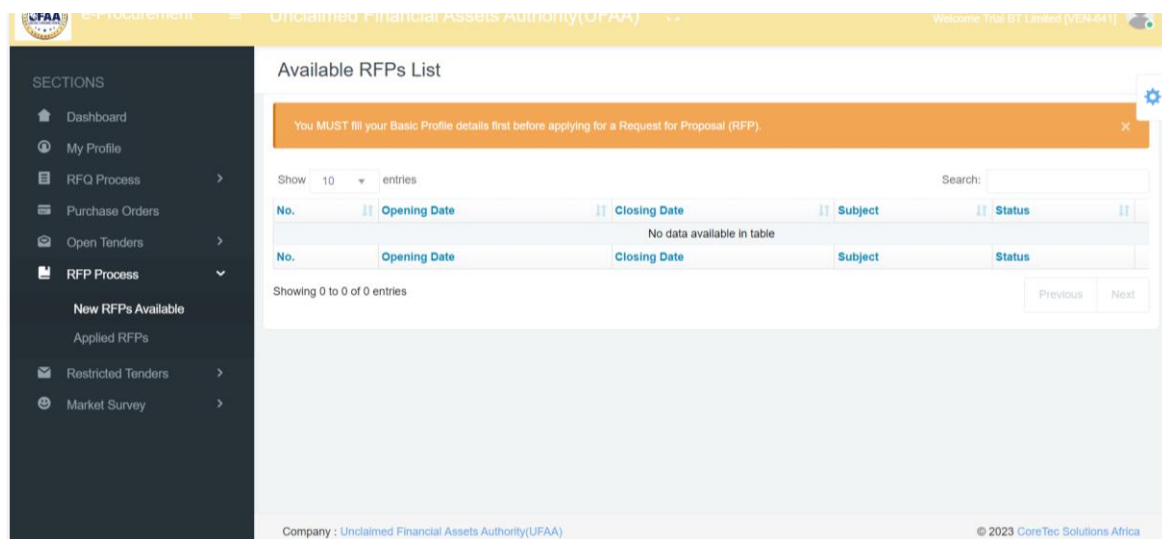 UFAA
e-Procurement
Unclaimed Financial Assets Authority(UFAA)
Welcome Trial BT Limited [VEN-641]
SECTIONS
Dashboard
My Profile
RFQ Process
Purchase Orders
Open Tenders
RFP Process
New RFPs Available
Applied RFPs
Restricted Tenders
Market Survey
Available RFPs List
You MUST fill your Basic Profile details first before applying for a Request for Proposal (RFP).
Show 10 entries
Search:
No. Opening Date Closing Date Subject Status
No data available in table
No. Opening Date Closing Date Subject Status
Showing 0 to 0 of 0 entries
Previous Next
Company : Unclaimed Financial Assets Authority(UFAA)
© 2023 CoreTec Solutions Africa